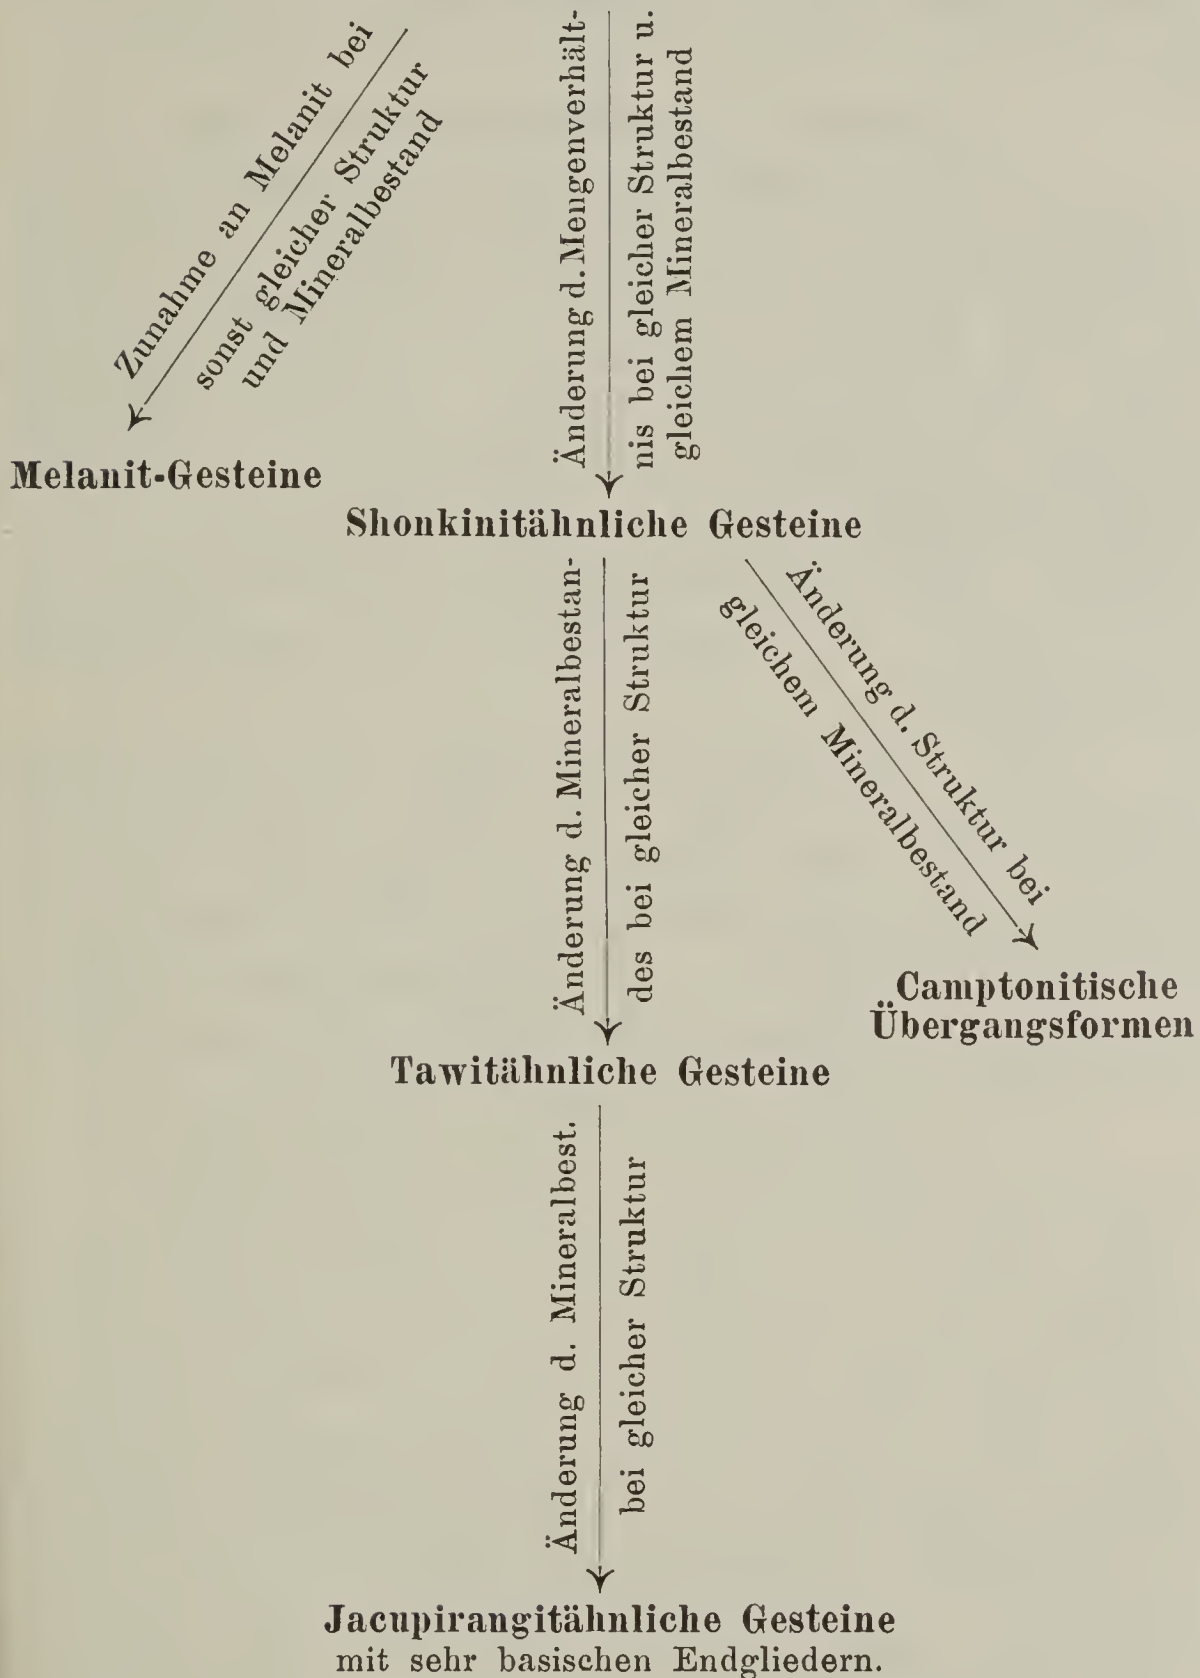 Zunahme an Melanit bei
sonst gleicher Struktur
und Mineralbestand
Änderung d. Mengenverhält-
nis bei gleicher Struktur u.
gleichem Mineralbestand
Melanit-Gesteine
Shonkinitähnliche Gesteine
Änderung d. Mineralbestan-
des bei gleicher Struktur
Änderung d. Struktur bei
gleichem Mineralbestand
Camptonitische
Übergangsformen
Tawitähnliche Gesteine
Änderung d. Mineralbest.
bei gleicher Struktur
Jacupirangitähnliche Gesteine
mit sehr basischen Endgliedern.